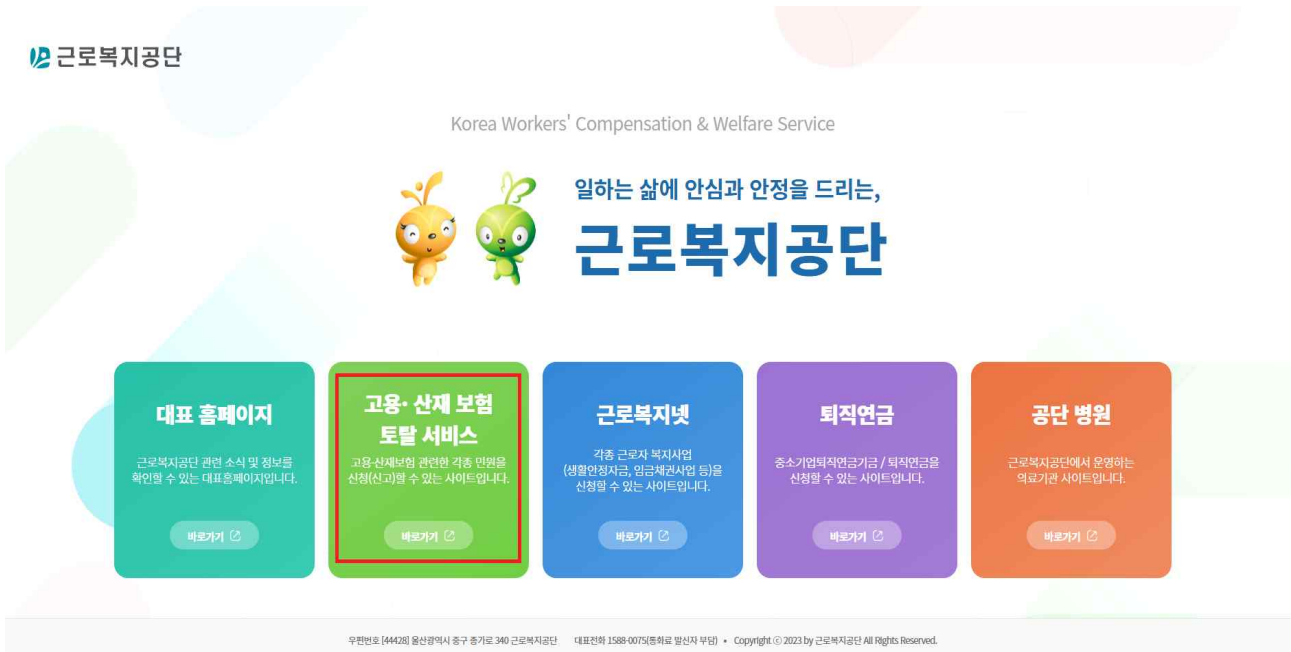 근로복지공단
Korea Workers' Compensation & Welfare Service
일하는 삶에 안심과 안정을 드리는,
근로복지공단
대표 홈페이지
근로복지공단 관련 소식 및 정보를
확인할 수 있는 대표홈페이지입니다.
바로가기
고용· 산재 보험
토탈 서비스
고용·산재보험 관련한 각종 민원을
신청(신고)할 수 있는 사이트입니다.
바로가기
근로복지넷
각종 근로자 복지사업
(생활안정자금, 임금채권사업 등)을
신청할 수 있는 사이트입니다.
바로가기
퇴직연금
중소기업퇴직연금기금 / 퇴직연금을
신청할 수 있는 사이트입니다.
바로가기
공단 병원
근로복지공단에서 운영하는
의료기관 사이트입니다.
바로가기
우편번호 [44428] 울산광역시 중구 종가로 340 근로복지공단 대표전화 1588-0075(통화료 발신자 부담) • Copyright ⓒ 2023 by 근로복지공단 All Rights Reserved.